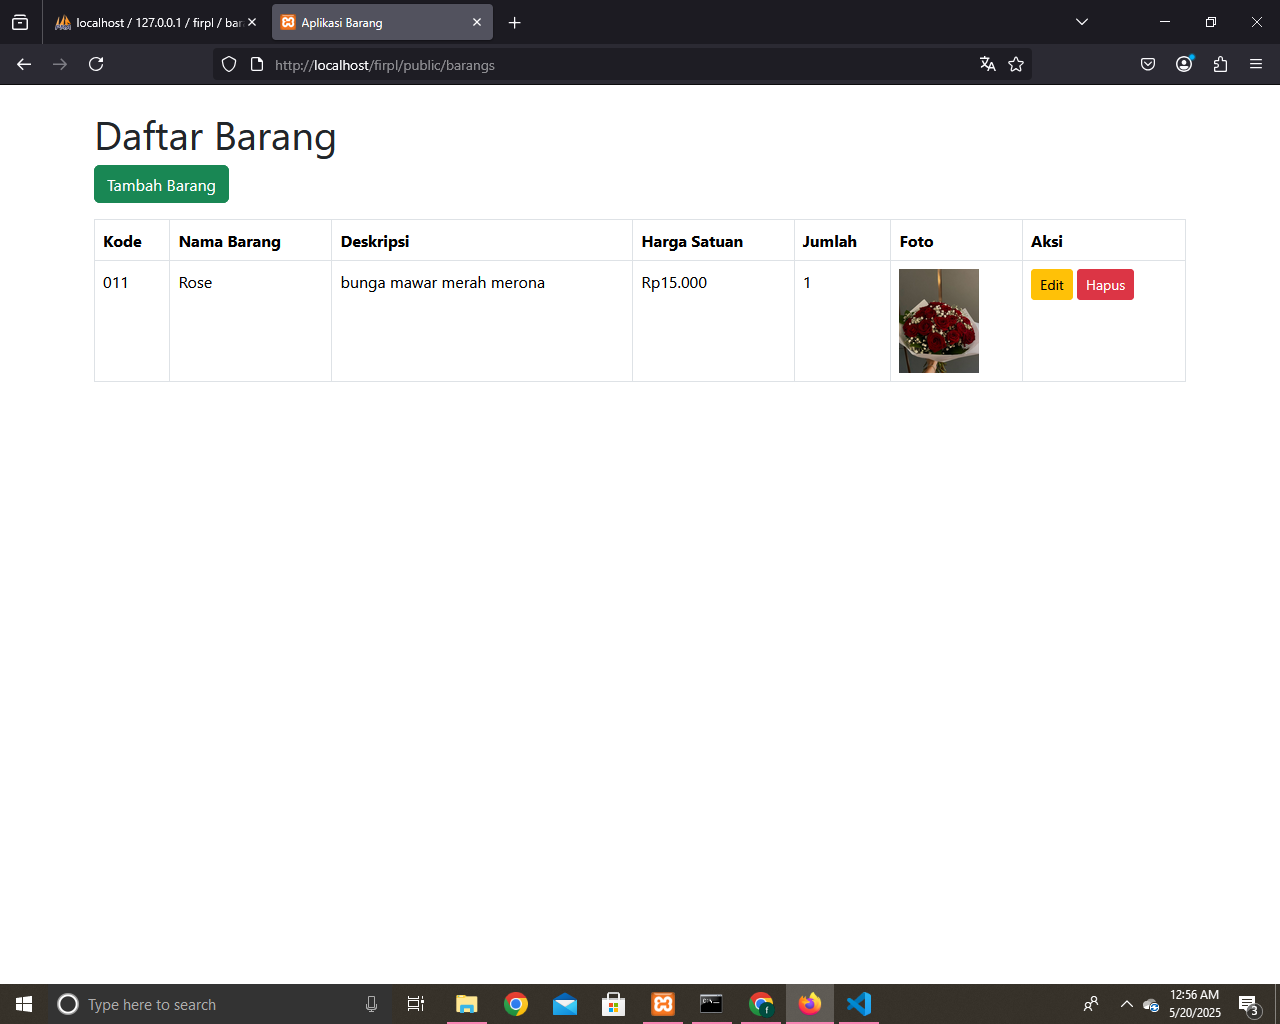 localhost / 127.0.0.1 / firpl / bar
Aplikasi Barang
http://localhost/firpl/public/barangs
Daftar Barang
Tambah Barang
Kode Nama Barang Deskripsi Harga Satuan Jumlah Foto Aksi
011 Rose bunga mawar merah merona Rp15.000 1 Edit Hapus
Type here to search
12:56 AM
5/20/2025
3